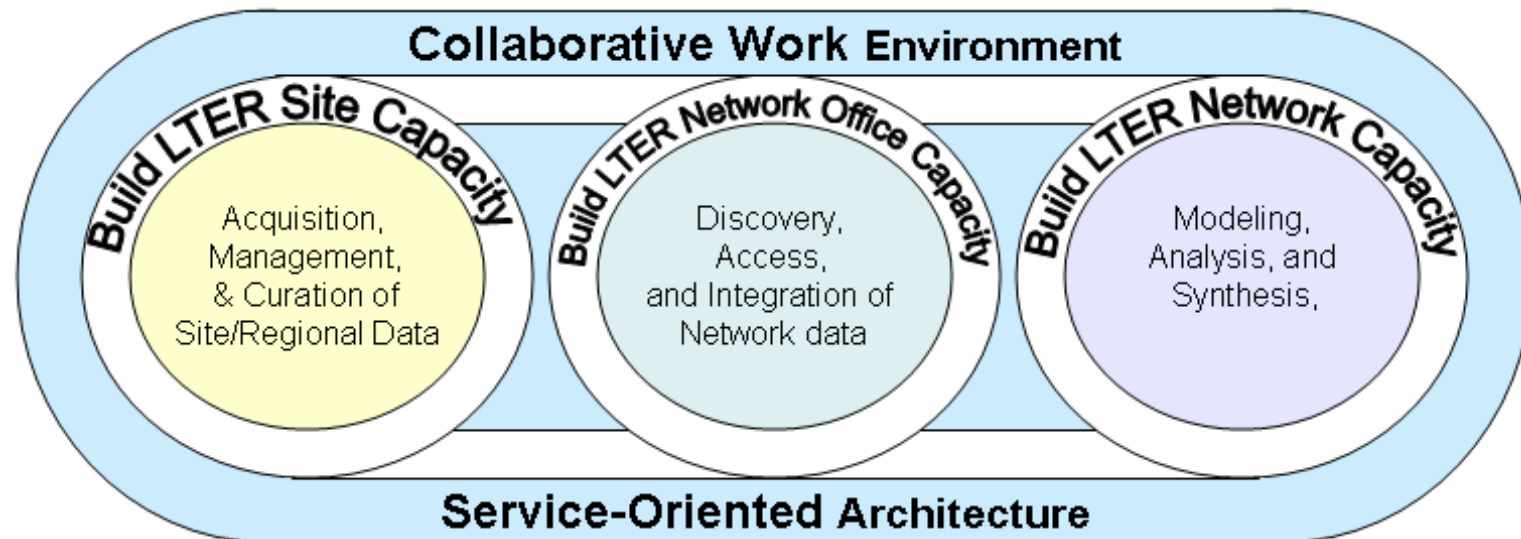 Collaborative Work Environment
Build LTER Site Capacity
Acquisition,
Management,
& Curation of
Site/Regional Data
Build LTER Network Office Capacity
Discovery,
Access,
and Integration of
Network data
Build LTER Network Capacity
Modeling,
Analysis, and
Synthesis,
Service-Oriented Architecture